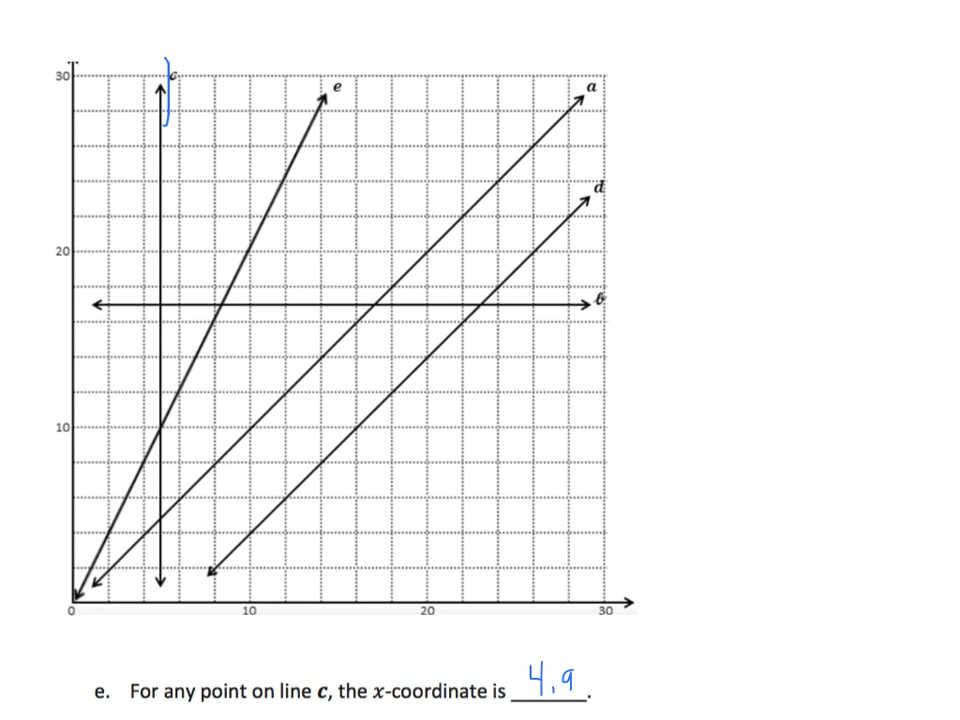 30
c
e
a
d
20
b
10
0
10
20
30
e. For any point on line c, the x-coordinate is 4.9.